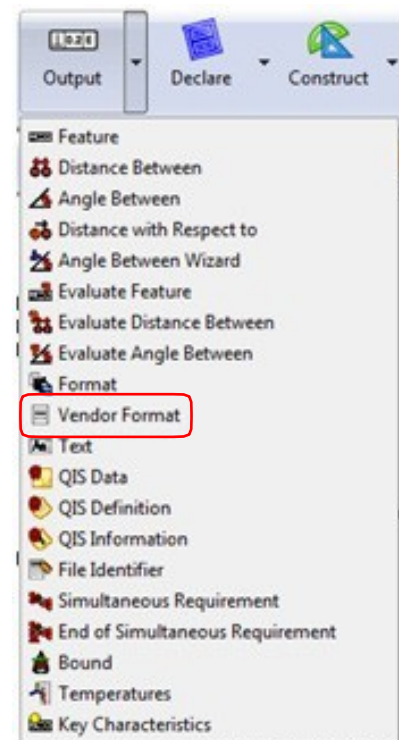 Output Declare Construct
Feature
Distance Between
Angle Between
Distance with Respect to
Angle Between Wizard
Evaluate Feature
Evaluate Distance Between
Evaluate Angle Between
Format
Vendor Format
Text
QIS Data
QIS Definition
QIS Information
File Identifier
Simultaneous Requirement
End of Simultaneous Requirement
Bound
Temperatures
Key Characteristics